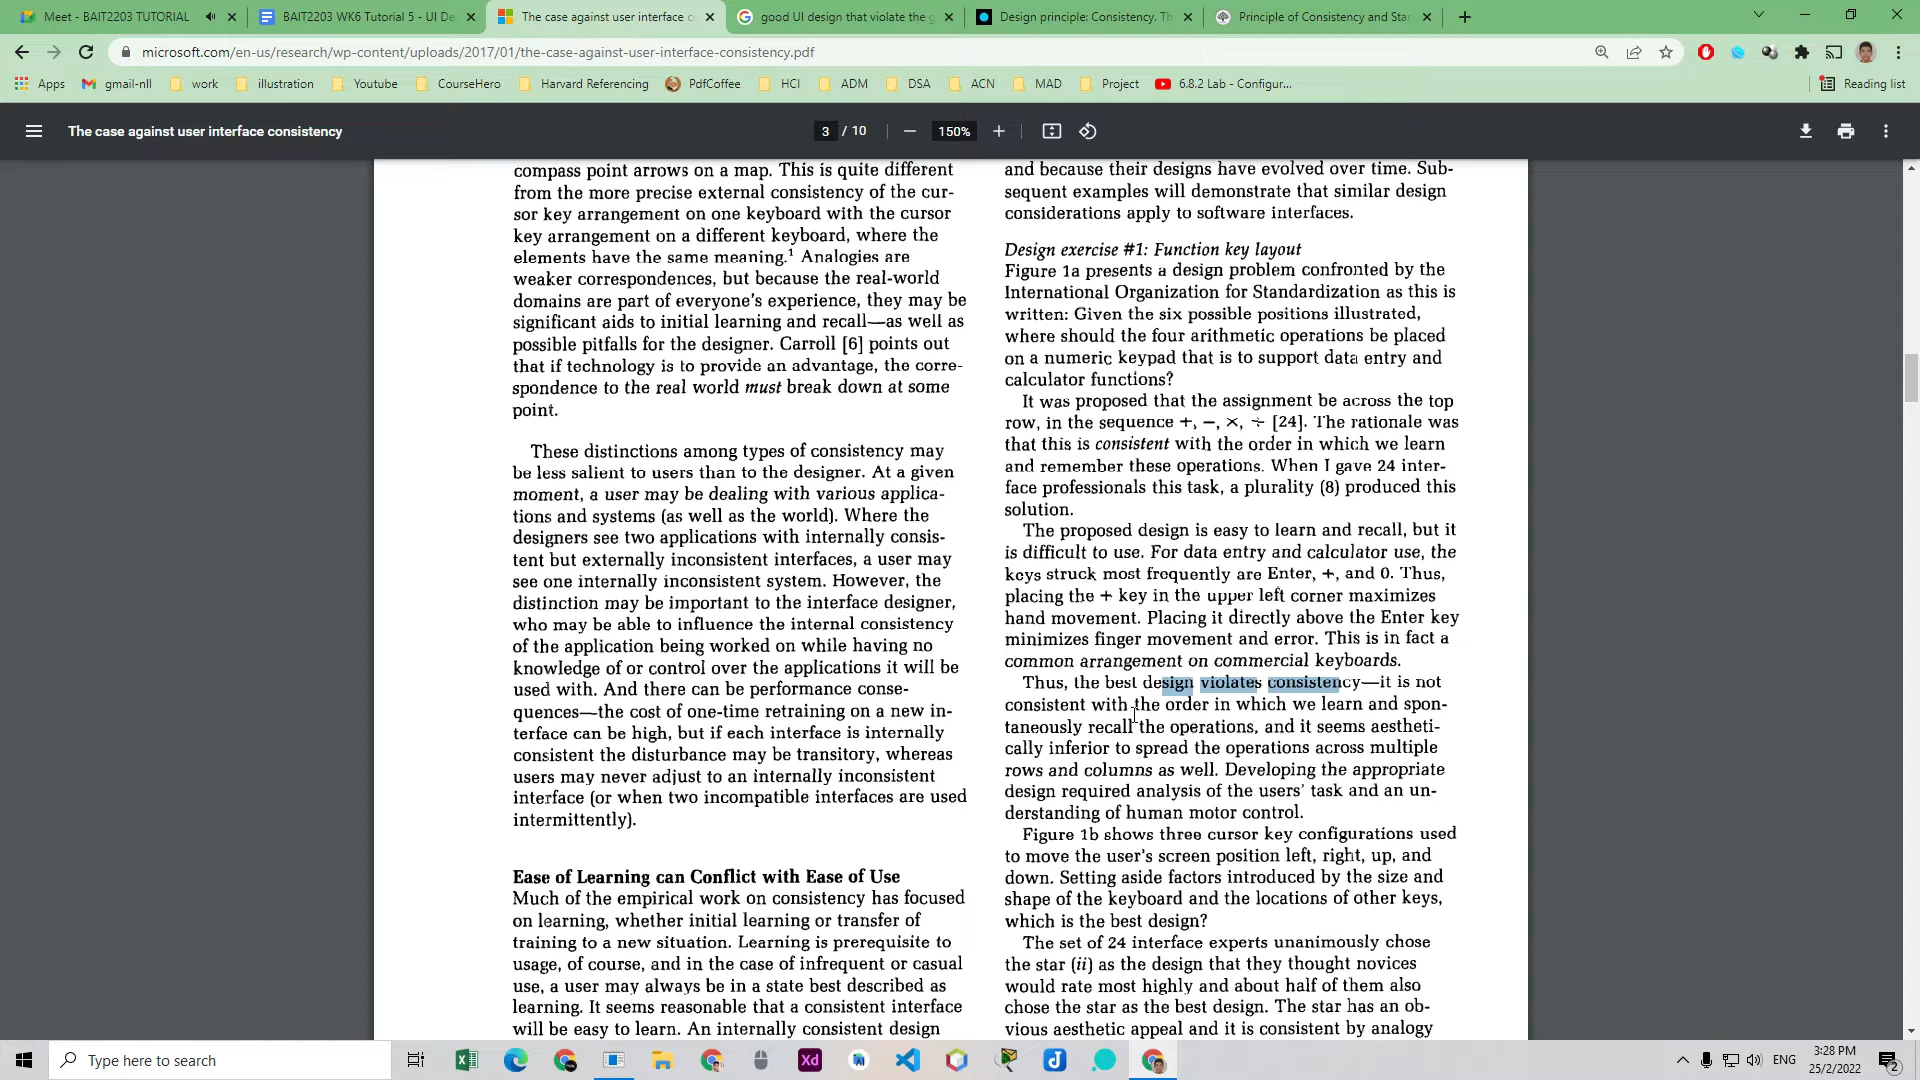 Meet - BAIT2203 TUTORIAL
BAIT2203 WK6 Tutorial 5 - UI De
The case against user interface c
good UI design that violate the g
Design principle: Consistency. Th
Principle of Consistency and Stan
microsoft.com/en-us/research/wp-content/uploads/2017/01/the-case-against-user-interface-consistency.pdf
Apps
gmail-nll
work
illustration
Youtube
CourseHero
Harvard Referencing
PdfCoffee
HCI
ADM
DSA
ACN
MAD
Project
6.8.2 Lab - Configur...
Reading list
The case against user interface consistency
3 / 10
150%
compass point arrows on a map. This is quite different
from the more precise external consistency of the cur-
sor key arrangement on one keyboard with the cursor
key arrangement on a different keyboard, where the
elements have the same meaning.¹ Analogies are
weaker correspondences, but because the real-world
domains are part of everyone's experience, they may be
significant aids to initial learning and recall—as well as
possible pitfalls for the designer. Carroll [6] points out
that if technology is to provide an advantage, the corre-
spondence to the real world must break down at some
point.
These distinctions among types of consistency may
be less salient to users than to the designer. At a given
moment, a user may be dealing with various applica-
tions and systems (as well as the world). Where the
designers see two applications with internally consis-
tent but externally inconsistent interfaces, a user may
see one internally inconsistent system. However, the
distinction may be important to the interface designer,
who may be able to influence the internal consistency
of the application being worked on while having no
knowledge of or control over the applications it will be
used with. And there can be performance conse-
quences—the cost of one-time retraining on a new in-
terface can be high, but if each interface is internally
consistent the disturbance may be transitory, whereas
users may never adjust to an internally inconsistent
interface (or when two incompatible interfaces are used
intermittently).
Ease of Learning can Conflict with Ease of Use
Much of the empirical work on consistency has focused
on learning, whether initial learning or transfer of
training to a new situation. Learning is prerequisite to
usage, of course, and in the case of infrequent or casual
use, a user may always be in a state best described as
learning. It seems reasonable that a consistent interface
will be easy to learn. An internally consistent design
and because their designs have evolved over time. Sub-
sequent examples will demonstrate that similar design
considerations apply to software interfaces.
Design exercise #1: Function key layout
Figure 1a presents a design problem confronted by the
International Organization for Standardization as this is
written: Given the six possible positions illustrated,
where should the four arithmetic operations be placed
on a numeric keypad that is to support data entry and
calculator functions?
It was proposed that the assignment be across the top
row, in the sequence +, −, ×, ÷ [24]. The rationale was
that this is consistent with the order in which we learn
and remember these operations. When I gave 24 inter-
face professionals this task, a plurality (8) produced this
solution.
The proposed design is easy to learn and recall, but it
is difficult to use. For data entry and calculator use, the
keys struck most frequently are Enter, +, and 0. Thus,
placing the + key in the upper left corner maximizes
hand movement. Placing it directly above the Enter key
minimizes finger movement and error. This is in fact a
common arrangement on commercial keyboards.
Thus, the best design violates consistency—it is not
consistent with the order in which we learn and spon-
taneously recall the operations, and it seems aestheti-
cally inferior to spread the operations across multiple
rows and columns as well. Developing the appropriate
design required analysis of the users' task and an un-
derstanding of human motor control.
Figure 1b shows three cursor key configurations used
to move the user's screen position left, right, up, and
down. Setting aside factors introduced by the size and
shape of the keyboard and the locations of other keys,
which is the best design?
The set of 24 interface experts unanimously chose
the star (ii) as the design that they thought novices
would rate most highly and about half of them also
chose the star as the best design. The star has an ob-
vious aesthetic appeal and it is consistent by analogy
Type here to search
Xd
ENG
3:28 PM
25/2/2022
2